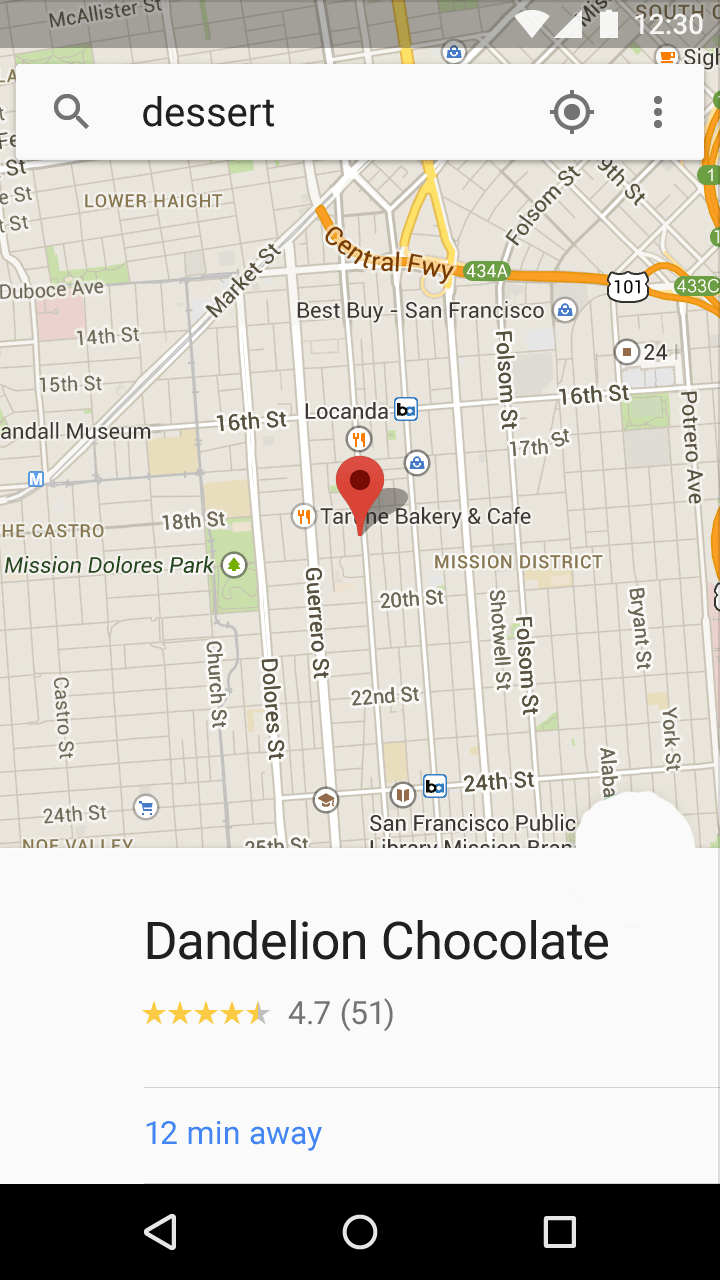 McAllister St
SOUTH
12:30
dessert
St
LOWER HAIGHT
Folsom St
9th St
1
Central Fwy
434A
Market St
101
433C
Duboce Ave
Best Buy - San Francisco
14th St
24
15th St
Folsom St
16th St
Locanda
16th St
Potrero Ave
andall Museum
17th St
M
18th St
Tar ne Bakery & Cafe
HE CASTRO
Mission Dolores Park
MISSION DISTRICT
Guerrero St
20th St
Shotwell St
Folsom St
Bryant St
Church St
Dolores St
Castro St
22nd St
York St
Alaba
24th St
24th St
San Francisco Public
Library Mission Bran
NOE VALLEY
25th St
Dandelion Chocolate
4.7 (51)
12 min away